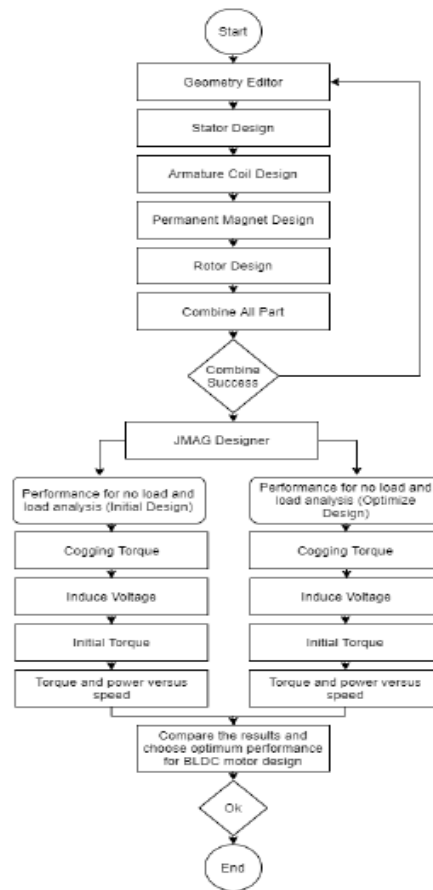 Start
Geometry Editor
Stator Design
Armature Coil Design
Permanent Magnet Design
Rotor Design
Combine All Part
Combine
Success
JMAG Designer
Performance for no load and
load analysis (Initial Design)
Cogging Torque
Induce Voltage
Initial Torque
Torque and power versus
speed
Performance for no load and
load analysis (Optimize
Design)
Cogging Torque
Induce Voltage
Initial Torque
Torque and power versus
speed
Compare the results and
choose optimum performance
for BLDC motor design
Ok
End